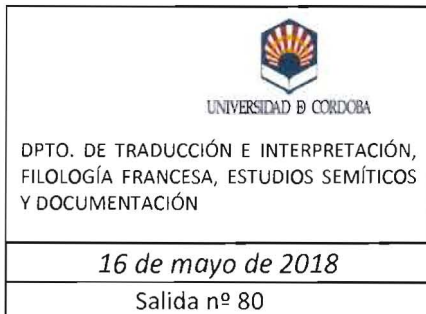 UNIVERSIDAD Ð CORDOBA
DPTO. DE TRADUCCIÓN E INTERPRETACIÓN,
FILOLOGÍA FRANCESA, ESTUDIOS SEMÍTICOS
Y DOCUMENTACIÓN
16 de mayo de 2018
Salida nº 80